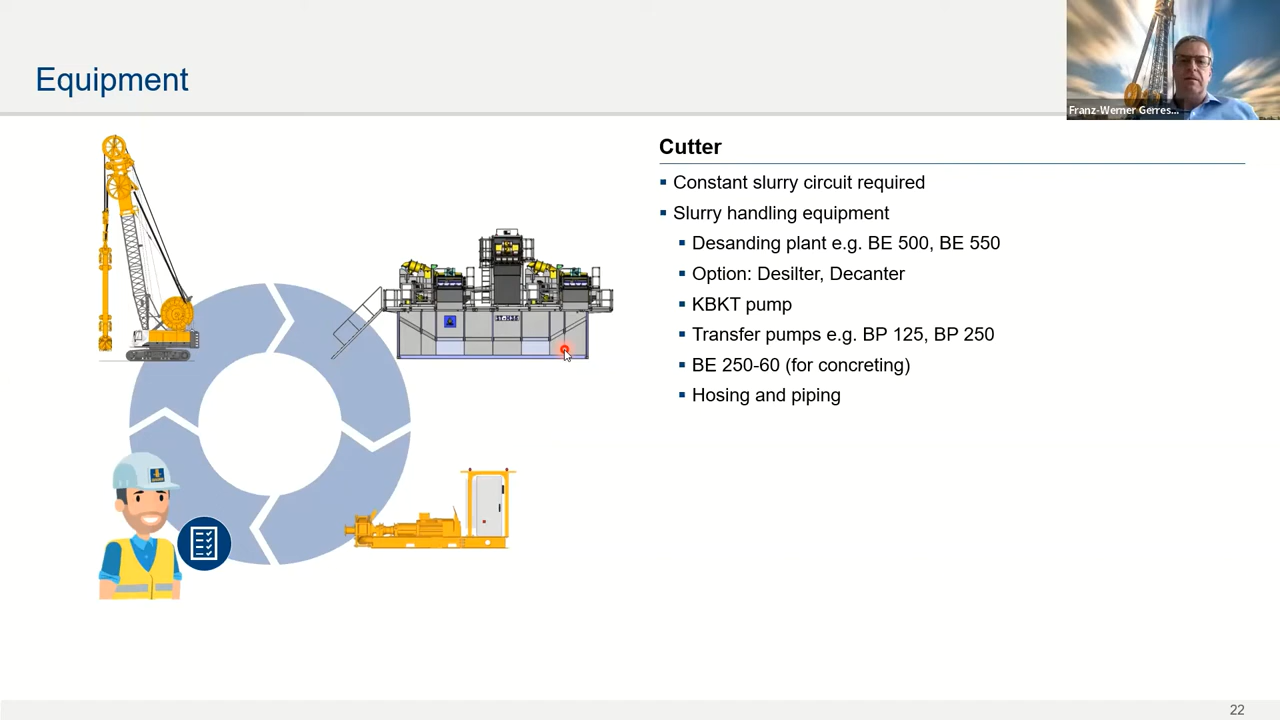 Equipment
Franz-Werner Gerres...
Cutter
Constant slurry circuit required
Slurry handling equipment
Desanding plant e.g. BE 500, BE 550
Option: Desilter, Decanter
KBKT pump
Transfer pumps e.g. BP 125, BP 250
BE 250-60 (for concreting)
Hosing and piping
22